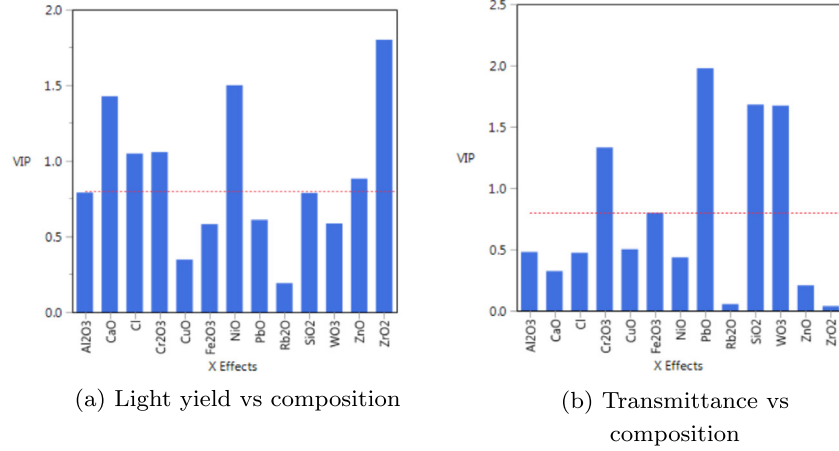 2.0
1.5
1.0
0.5
0.0
VIP
Al2O3
CaO
Cl
Cr2O3
CuO
Fe2O3
NiO
PbO
Rb2O
SiO2
WO3
ZnO
ZrO2
X Effects
(a) Light yield vs composition
2.5
2.0
1.5
1.0
0.5
0.0
VIP
Al2O3
CaO
Cl
Cr2O3
CuO
Fe2O3
NiO
PbO
Rb2O
SiO2
WO3
ZnO
ZrO2
X Effects
(b) Transmittance vs
composition